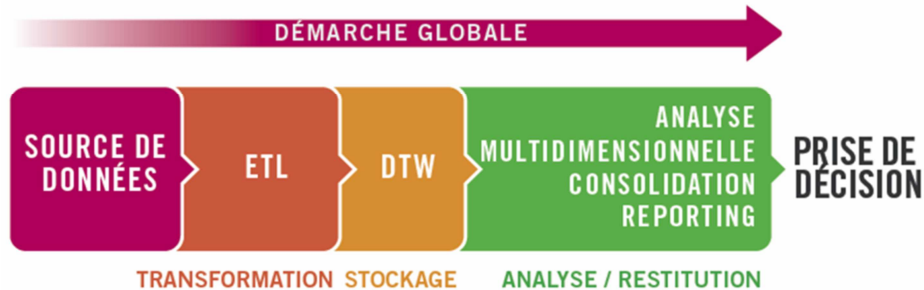 DÉMARCHE GLOBALE
SOURCE DE
DONNÉES
ETL
DTW
ANALYSE
MULTIDIMENSIONNELLE
CONSOLIDATION
REPORTING
PRISE DE
DÉCISION
TRANSFORMATION
STOCKAGE
ANALYSE / RESTITUTION